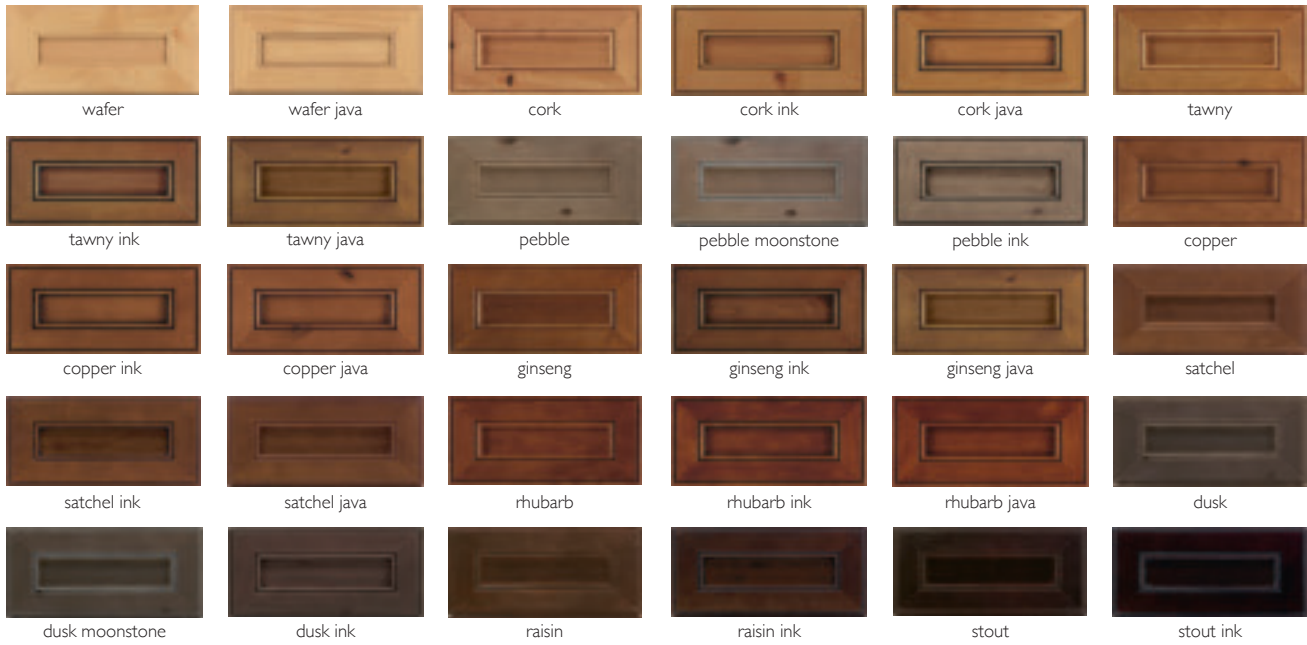 wafer wafer java cork cork ink cork java tawny
tawny ink tawny java pebble pebble moonstone pebble ink copper
copper ink copper java ginseng ginseng ink ginseng java satchel
satchel ink satchel java rhubarb rhubarb ink rhubarb java dusk
dusk moonstone dusk ink raisin raisin ink stout stout ink